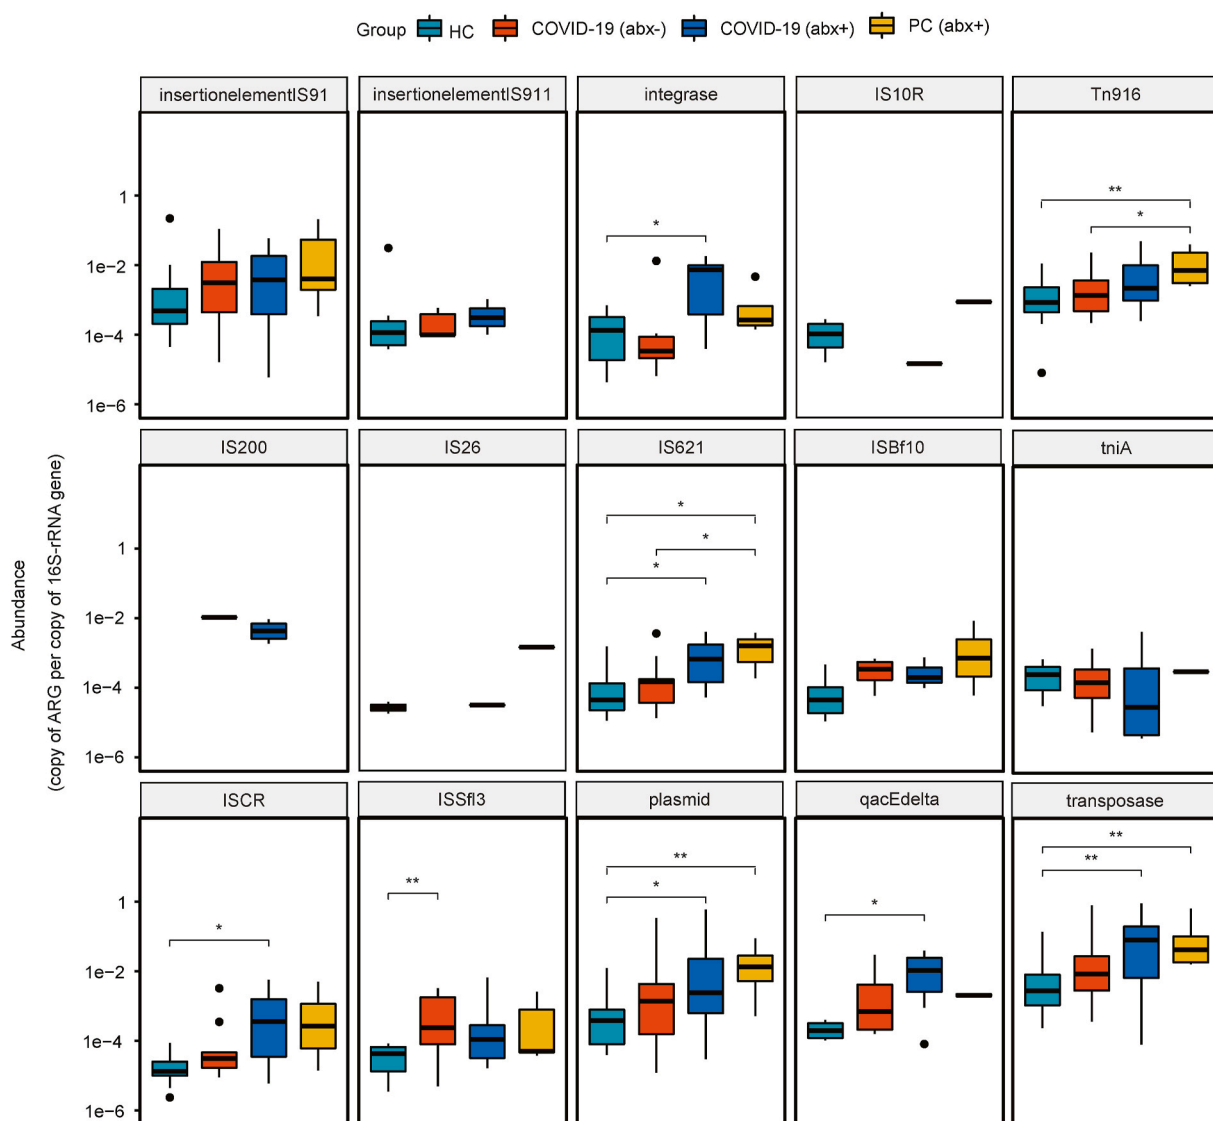 Group HC COVID-19 (abx-) COVID-19 (abx+) PC (abx+)
insertionelementIS91 insertionelementIS911 integrase IS10R Tn916
1
1e−2
1e−4
1e−6
* ** *
IS200 IS26 IS621 ISBf10 tniA
1
1e−2
1e−4
1e−6
* * *
ISCR ISSfl3 plasmid qacEdelta transposase
1
1e−2
1e−4
1e−6
* ** ** * * ** **
Abundance
(copy of ARG per copy of 16S-rRNA gene)